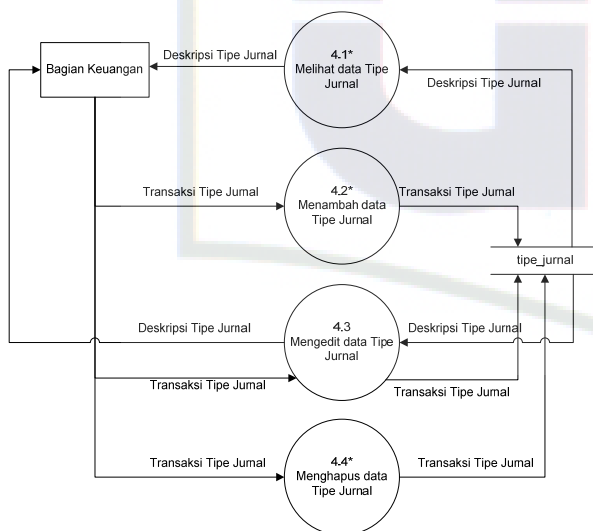 Deskripsi Tipe Jurnal
Bagian Keuangan
4.1*
Melihat data Tipe
Jurnal
Deskripsi Tipe Jurnal
Transaksi Tipe Jurnal
4.2*
Menambah data
Tipe Jurnal
Transaksi Tipe Jurnal
tipe_jurnal
Deskripsi Tipe Jurnal
4.3
Mengedit data Tipe
Jurnal
Deskripsi Tipe Jurnal
Transaksi Tipe Jurnal
Transaksi Tipe Jurnal
Transaksi Tipe Jurnal
4.4*
Menghapus data
Tipe Jurnal
Transaksi Tipe Jurnal